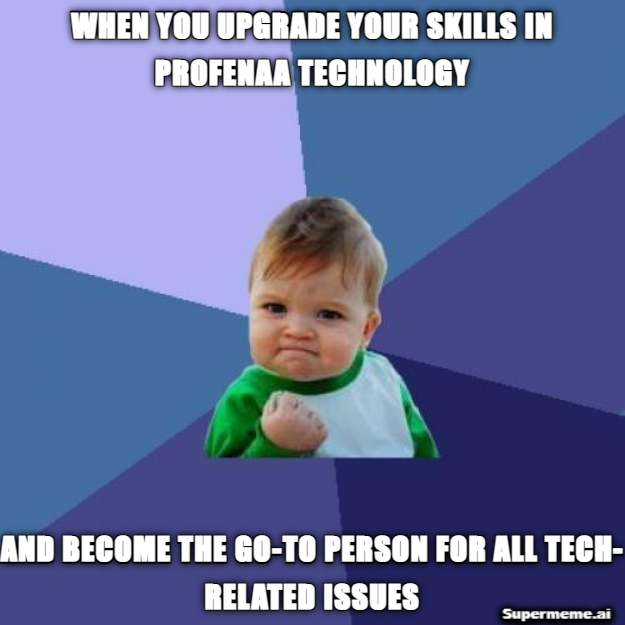 WHEN YOU UPGRADE YOUR SKILLS IN
PROFENAA TECHNOLOGY
AND BECOME THE GO-TO PERSON FOR ALL TECH-
RELATED ISSUES
Supermeme.ai